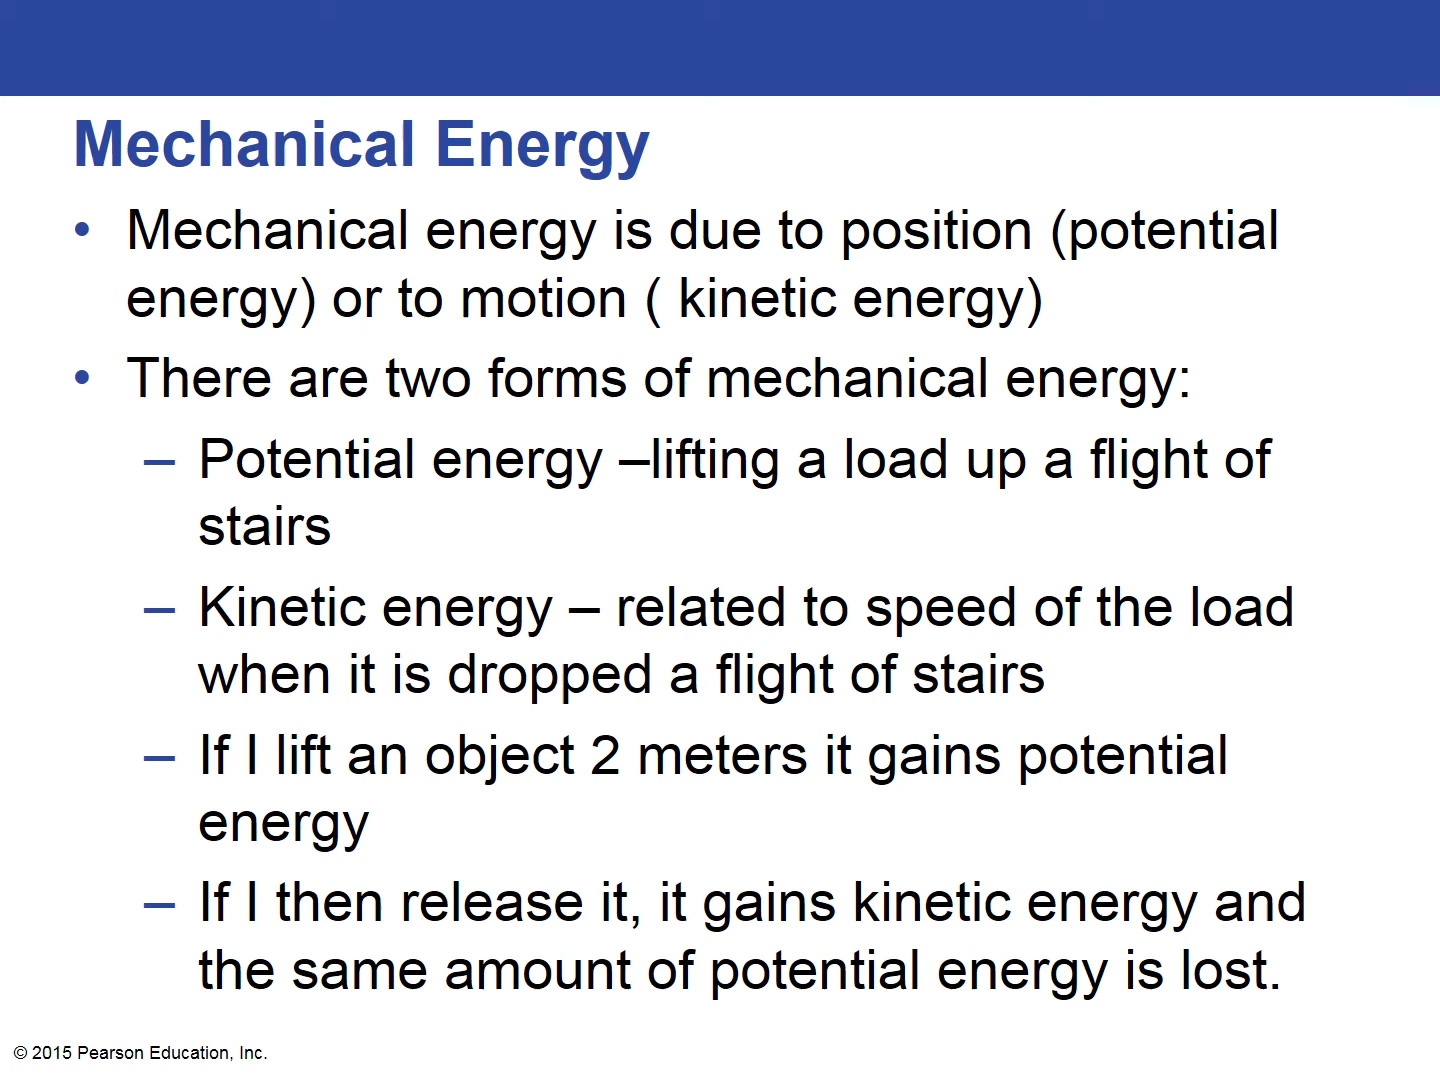 Mechanical Energy
• Mechanical energy is due to position (potential
energy) or to motion ( kinetic energy)
• There are two forms of mechanical energy:
– Potential energy –lifting a load up a flight of
stairs
– Kinetic energy – related to speed of the load
when it is dropped a flight of stairs
– If I lift an object 2 meters it gains potential
energy
– If I then release it, it gains kinetic energy and
the same amount of potential energy is lost.
© 2015 Pearson Education, Inc.